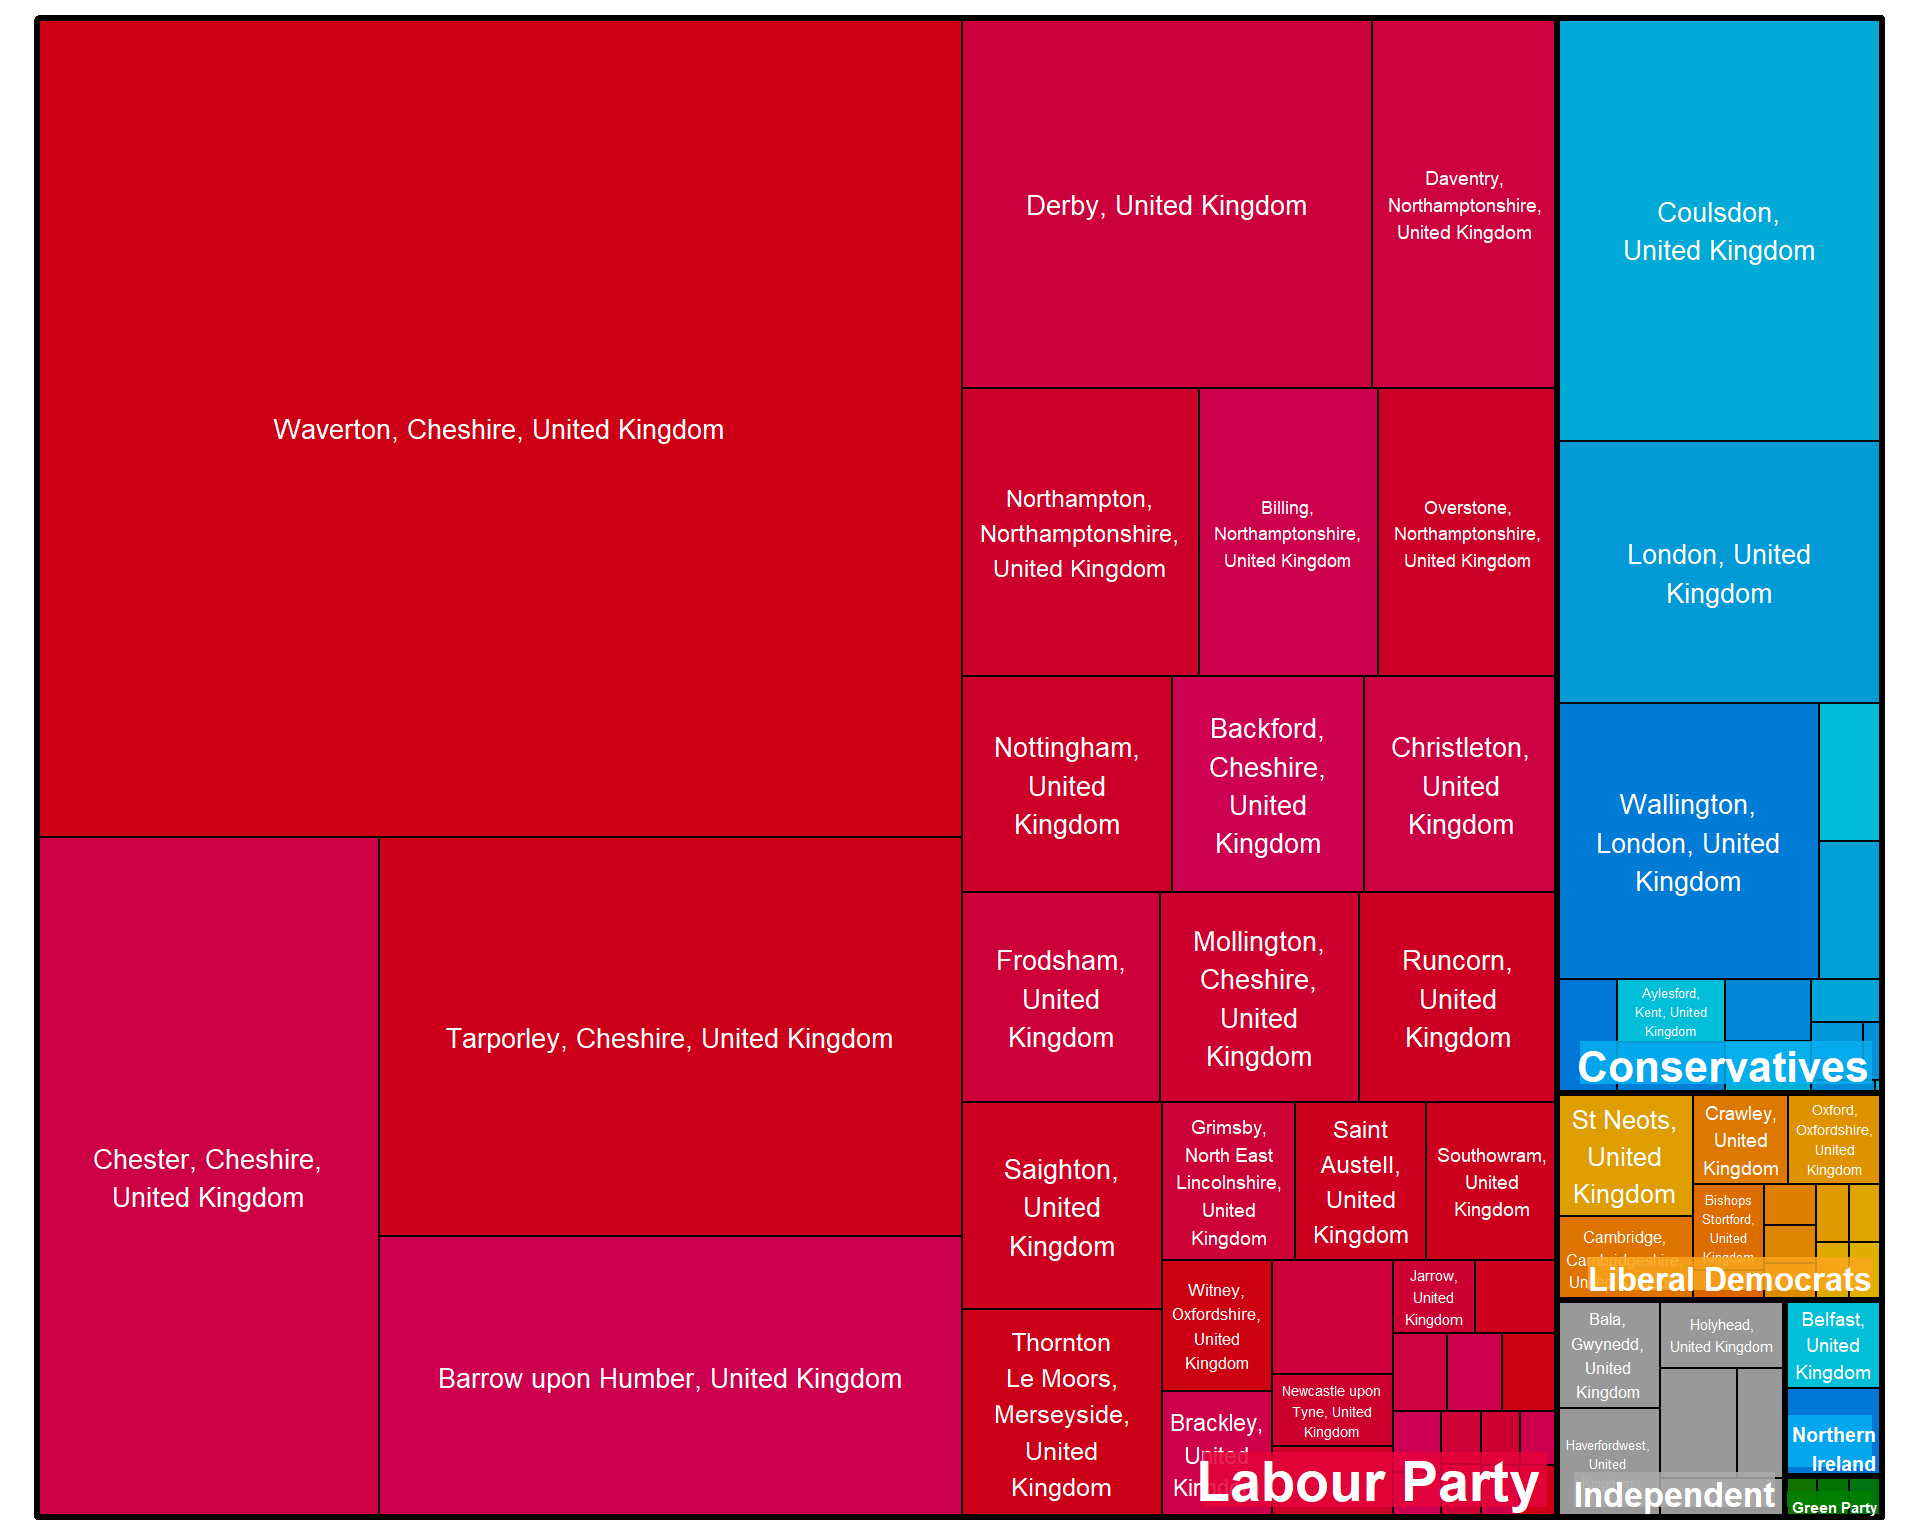 Waverton, Cheshire, United Kingdom
Chester, Cheshire,
United Kingdom
Tarporley, Cheshire, United Kingdom
Barrow upon Humber, United Kingdom
Derby, United Kingdom
Daventry,
Northamptonshire,
United Kingdom
Northampton,
Northamptonshire,
United Kingdom
Billing,
Northamptonshire,
United Kingdom
Overstone,
Northamptonshire,
United Kingdom
Nottingham,
United
Kingdom
Backford,
Cheshire,
United
Kingdom
Christleton,
United
Kingdom
Frodsham,
United
Kingdom
Mollington,
Cheshire,
United
Kingdom
Runcorn,
United
Kingdom
Saighton,
United
Kingdom
Thornton
Le Moors,
Merseyside,
United
Kingdom
Grimsby,
North East
Lincolnshire,
United
Kingdom
Saint
Austell,
United
Kingdom
Southowram,
United
Kingdom
Witney,
Oxfordshire,
United
Kingdom
Brackley,
United
Kingdom
Newcastle upon
Tyne, United
Kingdom
Jarrow,
United
Kingdom
Labour Party
Coulsdon,
United Kingdom
London, United
Kingdom
Wallington,
London, United
Kingdom
Aylesford,
Kent, United
Kingdom
Conservatives
St Neots,
United
Kingdom
Crawley,
United
Kingdom
Oxford,
Oxfordshire,
United
Kingdom
Cambridge,
Cambridgeshire,
United
Bishops
Stortford,
United
Kingdom
Liberal Democrats
Bala,
Gwynedd,
United
Kingdom
Holyhead,
United Kingdom
Haverfordwest,
United
Kingdom
Independent
Belfast,
United
Kingdom
Northern
Ireland
Green Party